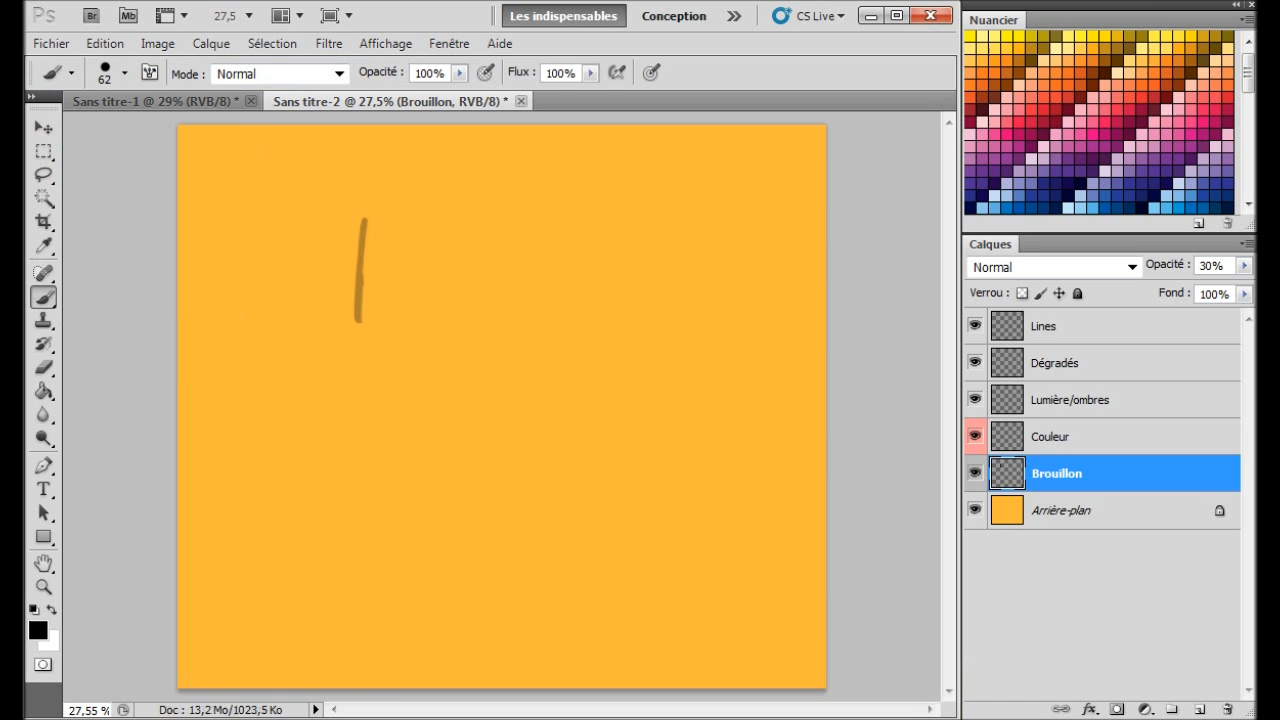 Ps Br Mb 27,5 Les indispensables Conception CS Live
Fichier Edition Image Calque Sélection Filtre Affichage Fenêtre Aide
62 Mode : Normal Opacité : 100% Flux : 100%
Sans titre-1 @ 29% (RVB/8) * Sans titre-2 @ 27,5% (Brouillon, RVB/8) *
Nuancier
Calques
Normal Opacité : 30%
Verrou : Fond : 100%
Lines
Dégradés
Lumière/ombres
Couleur
Brouillon
Arrière-plan
T
27,55 % Doc : 13,2 Mo/1023,5 Ko
fx